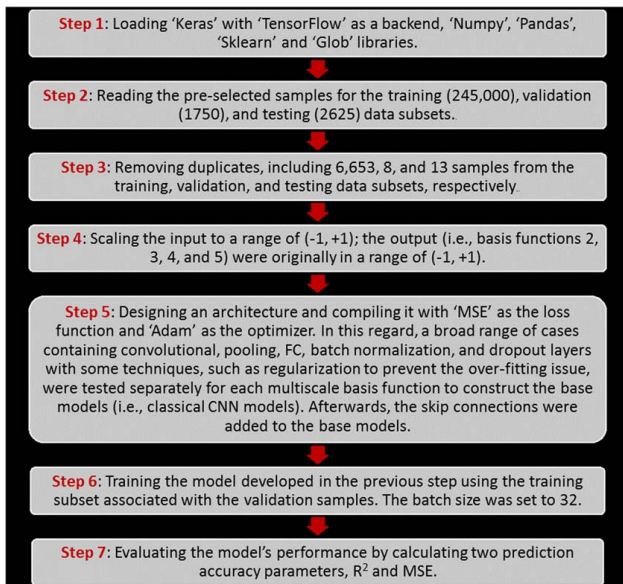 Step 1: Loading ‘Keras’ with ‘TensorFlow’ as a backend, ‘Numpy’, ‘Pandas’,
‘Sklearn’ and ‘Glob’ libraries.
Step 2: Reading the pre-selected samples for the training (245,000), validation
(1750), and testing (2625) data subsets.
Step 3: Removing duplicates, including 6,653, 8, and 13 samples from the
training, validation, and testing data subsets, respectively.
Step 4: Scaling the input to a range of (-1, +1); the output (i.e., basis functions 2,
3, 4, and 5) were originally in a range of (-1, +1).
Step 5: Designing an architecture and compiling it with ‘MSE’ as the loss
function and ‘Adam’ as the optimizer. In this regard, a broad range of cases
containing convolutional, pooling, FC, batch normalization, and dropout layers
with some techniques, such as regularization to prevent the over-fitting issue,
were tested separately for each multiscale basis function to construct the base
models (i.e., classical CNN models). Afterwards, the skip connections were
added to the base models.
Step 6: Training the model developed in the previous step using the training
subset associated with the validation samples. The batch size was set to 32.
Step 7: Evaluating the model’s performance by calculating two prediction
accuracy parameters, R² and MSE.